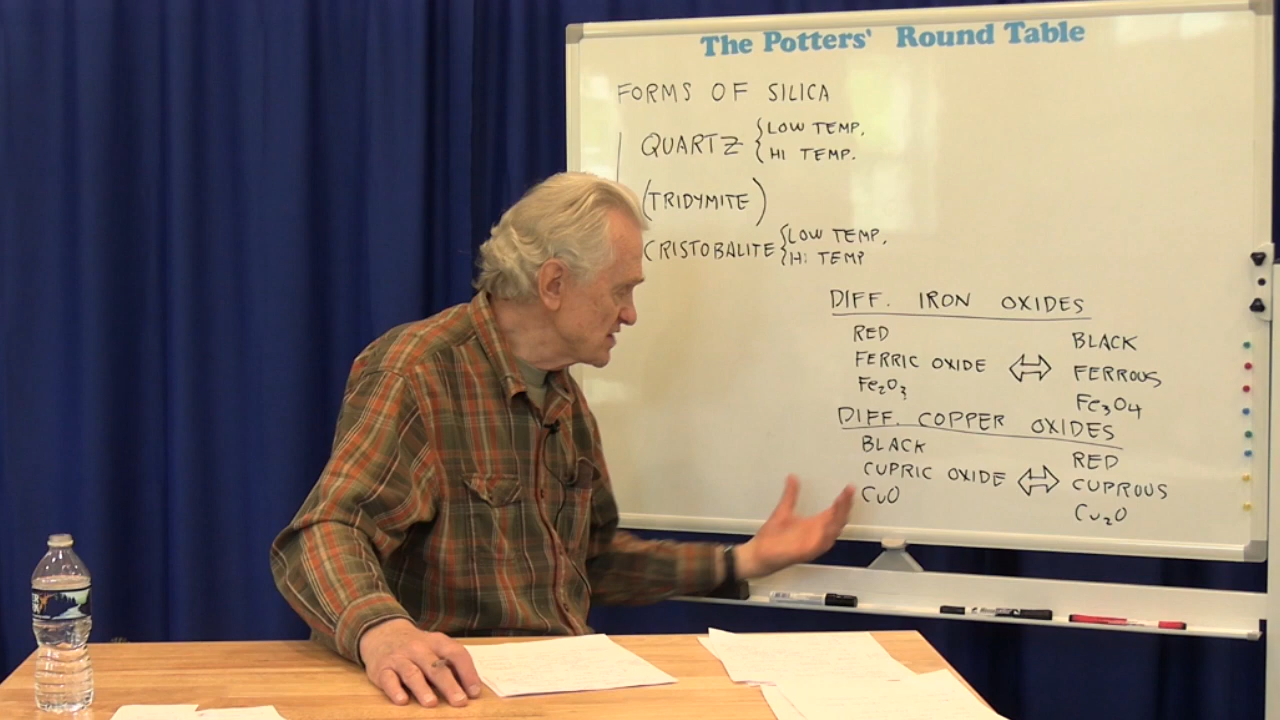 The Potters' Round Table
FORMS OF SILICA
QUARTZ { LOW TEMP.
HI TEMP.
(TRIDYMITE)
CRISTOBALITE { LOW TEMP.
Hi TEMP
DIFF. IRON OXIDES
RED
BLACK
FERRIC OXIDE ⇔ FERROUS
Fe₂O₃
Fe₃O₄
DIFF. COPPER OXIDES
BLACK
RED
CUPRIC OXIDE ⇔ CUPROUS
CuO
Cu₂O